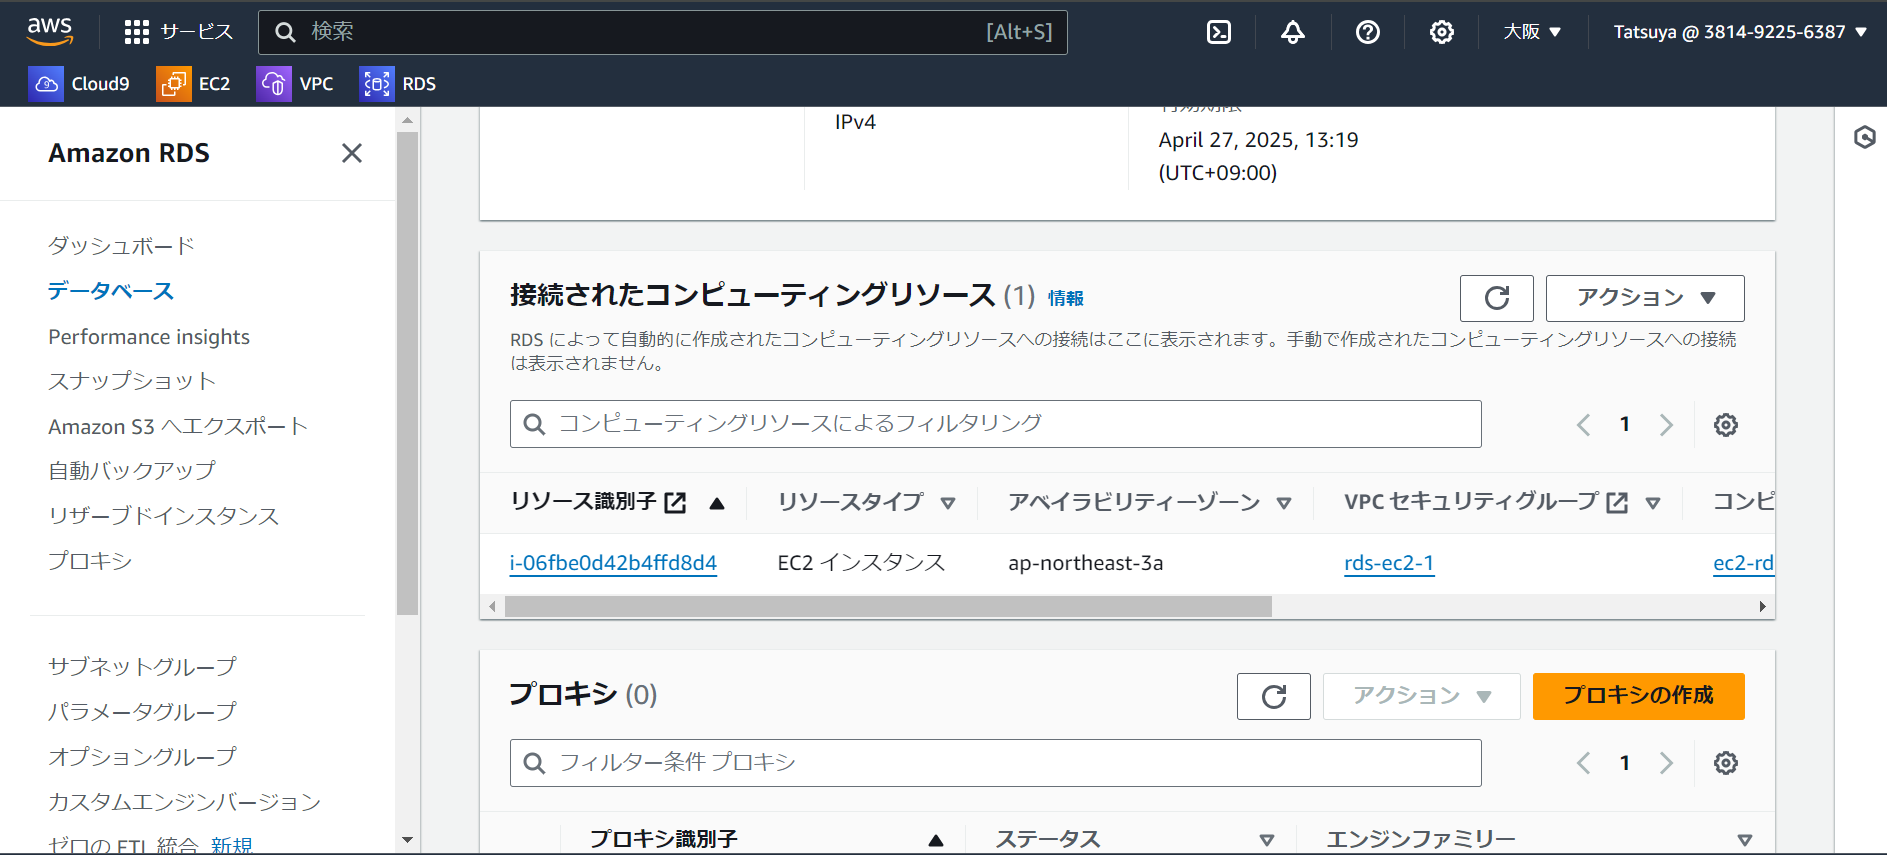 aws サービス 検索 [Alt+S] 大阪 ▼ Tatsuya @ 3814-9225-6387 ▼
Cloud9 EC2 VPC RDS
Amazon RDS
ダッシュボード
データベース
Performance insights
スナップショット
Amazon S3 へエクスポート
自動バックアップ
リザーブドインスタンス
プロキシ
サブネットグループ
パラメータグループ
オプショングループ
カスタムエンジンバージョン
ゼロの ETL 統合 新規
IPv4
有効期限
April 27, 2025, 13:19
(UTC+09:00)
接続されたコンピューティングリソース (1) 情報
アクション ▼
RDS によって自動的に作成されたコンピューティングリソースへの接続はここに表示されます。手動で作成されたコンピューティングリソースへの接続
は表示されません。
コンピューティングリソースによるフィルタリング
1
リソース識別子 リソースタイプ アベイラビリティーゾーン VPC セキュリティグループ コンピ
i-06fbe0d42b4ffd8d4 EC2 インスタンス ap-northeast-3a rds-ec2-1 ec2-rd
プロキシ (0)
アクション ▼ プロキシの作成
フィルター条件 プロキシ
1
プロキシ識別子 ステータス エンジンファミリー